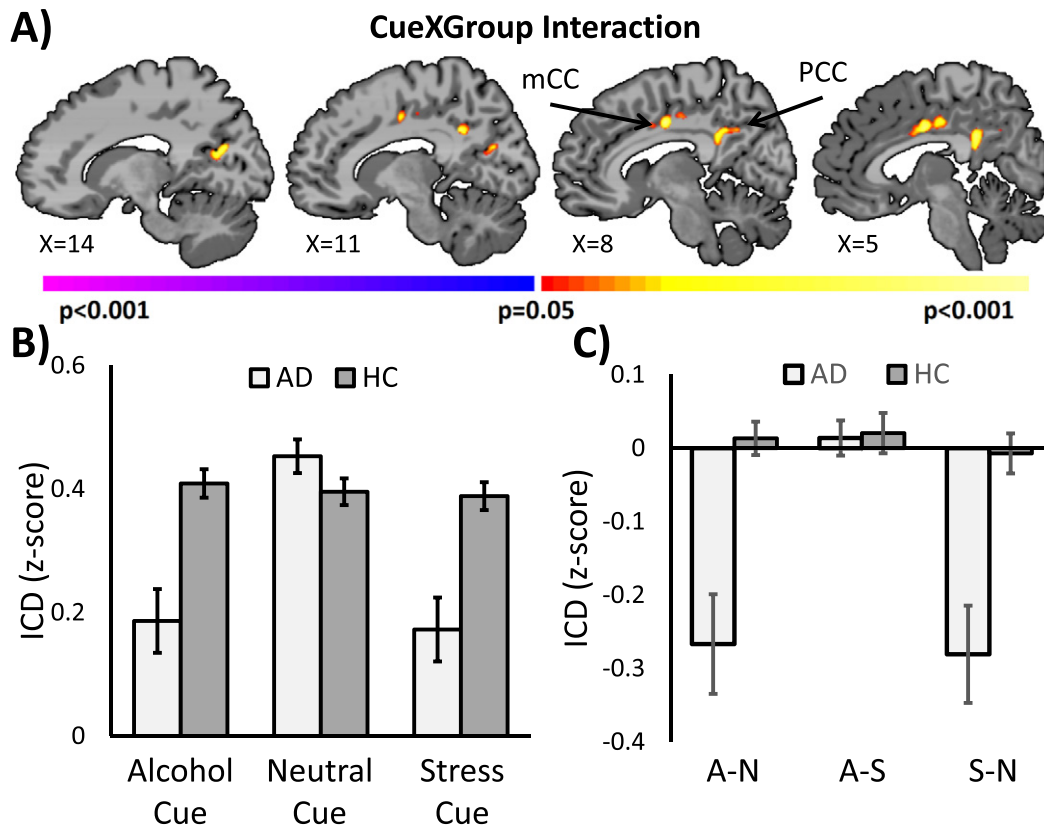 A)
CueXGroup Interaction
mCC
PCC
X=14
X=11
X=8
X=5
p<0.001
p=0.05
p<0.001
B)
AD
HC
ICD (z-score)
0.6
0.4
0.2
0
Alcohol
Cue
Neutral
Cue
Stress
Cue
C)
AD
HC
ICD (z-score)
0.1
0
-0.1
-0.2
-0.3
-0.4
A-N
A-S
S-N